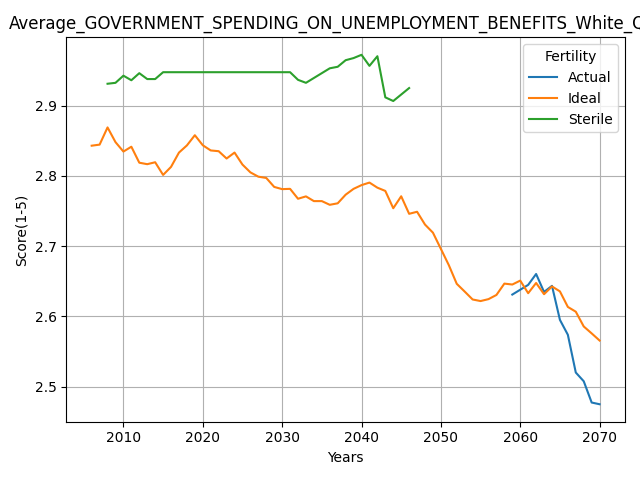 Average_GOVERNMENT_SPENDING_ON_UNEMPLOYMENT_BENEFITS_White_
Fertility
Actual
Ideal
Sterile
Score(1-5)
2.9
2.8
2.7
2.6
2.5
2010 2020 2030 2040 2050 2060 2070
Years